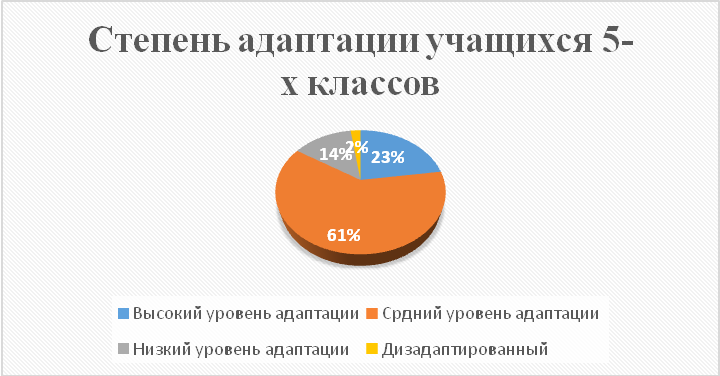 Степень адаптации учащихся 5-
х классов
2%
14%
23%
61%
Высокий уровень адаптации
Срдний уровень адаптации
Низкий уровень адаптации
Дизадаптированный